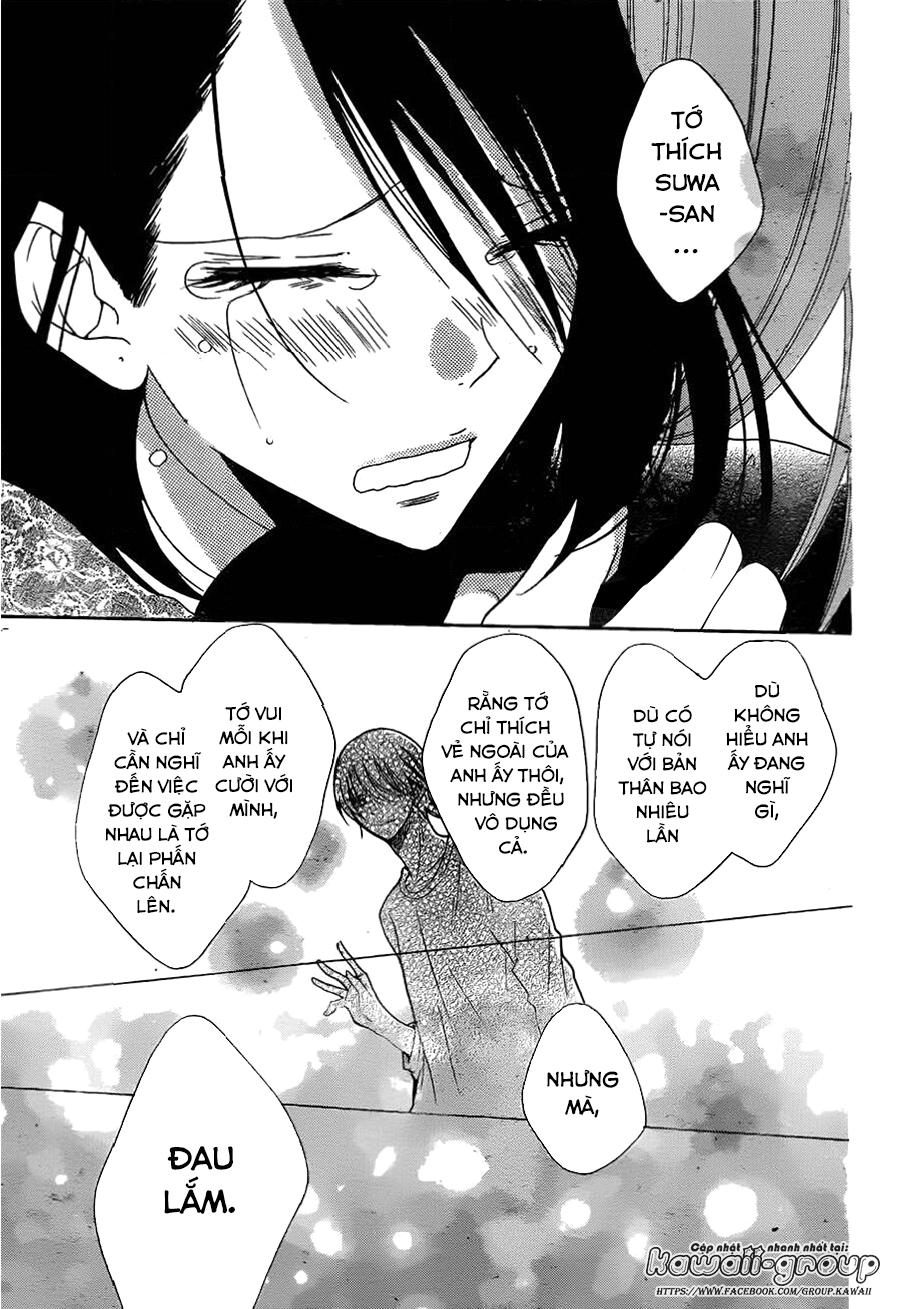 TỚ
THÍCH
SUWA
-SAN
...
DÙ
KHÔNG
HIỂU ANH
ẤY ĐANG
NGHĨ
GÌ,
DÙ CÓ
TỰ NÓI
VỚI BẢN
THÂN BAO
NHIÊU
LẦN
RẰNG TỚ
CHỈ THÍCH
VẺ NGOÀI CỦA
ANH ẤY THÔI,
NHƯNG ĐỀU
VÔ DỤNG
CẢ.
TỚ VUI
MỖI KHI
ANH ẤY
CƯỜI VỚI
MÌNH,
VÀ CHỈ
CẦN NGHĨ
ĐẾN VIỆC
ĐƯỢC GẶP
NHAU LÀ TỚ
LẠI PHẤN
CHẤN
LÊN.
NHƯNG
MÀ,
ĐAU
LẮM.
Cập nhật nhanh nhất tại:
kawaii-group
HTTPS://WWW.FACEBOOK.COM/GROUP.KAWAII